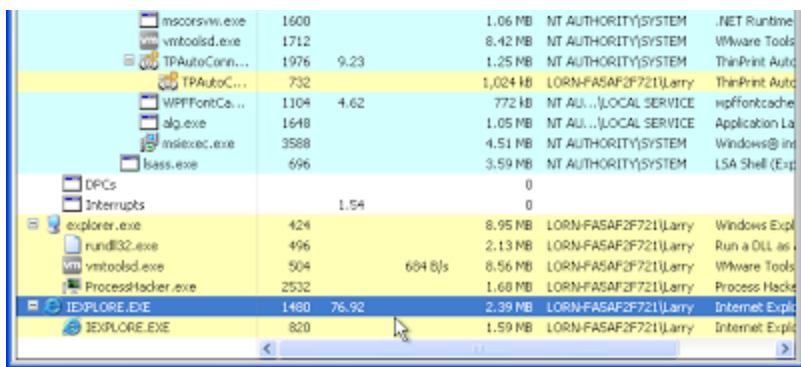 mscorsvw.exe 1600 1.06 MB NT AUTHORITY\SYSTEM .NET Runtime
vmtoolsd.exe 1712 8.42 MB NT AUTHORITY\SYSTEM VMware Tools
TPAutoConn... 1976 9.23 1.25 MB NT AUTHORITY\SYSTEM ThinPrint Auto
TPAutoC... 732 1,024 kB LORN-FA5AF2F721\Larry ThinPrint Auto
WPFFontCa... 1104 4.62 772 kB NT AU...\LOCAL SERVICE wpffontcache
alg.exe 1648 1.05 MB NT AU...\LOCAL SERVICE Application La
msiexec.exe 3588 4.51 MB NT AUTHORITY\SYSTEM Windows® ins
lsass.exe 696 3.59 MB NT AUTHORITY\SYSTEM LSA Shell (Exp
DPCs 0
Interrupts 1.54 0
explorer.exe 424 8.95 MB LORN-FA5AF2F721\Larry Windows Expl
rundll32.exe 496 2.13 MB LORN-FA5AF2F721\Larry Run a DLL as
vmtoolsd.exe 504 684 B/s 8.56 MB LORN-FA5AF2F721\Larry VMware Tools
ProcessHacker.exe 2532 1.68 MB LORN-FA5AF2F721\Larry Process Hacke
IEXPLORE.EXE 1480 76.92 2.39 MB LORN-FA5AF2F721\Larry Internet Explo
IEXPLORE.EXE 820 1.59 MB LORN-FA5AF2F721\Larry Internet Explo